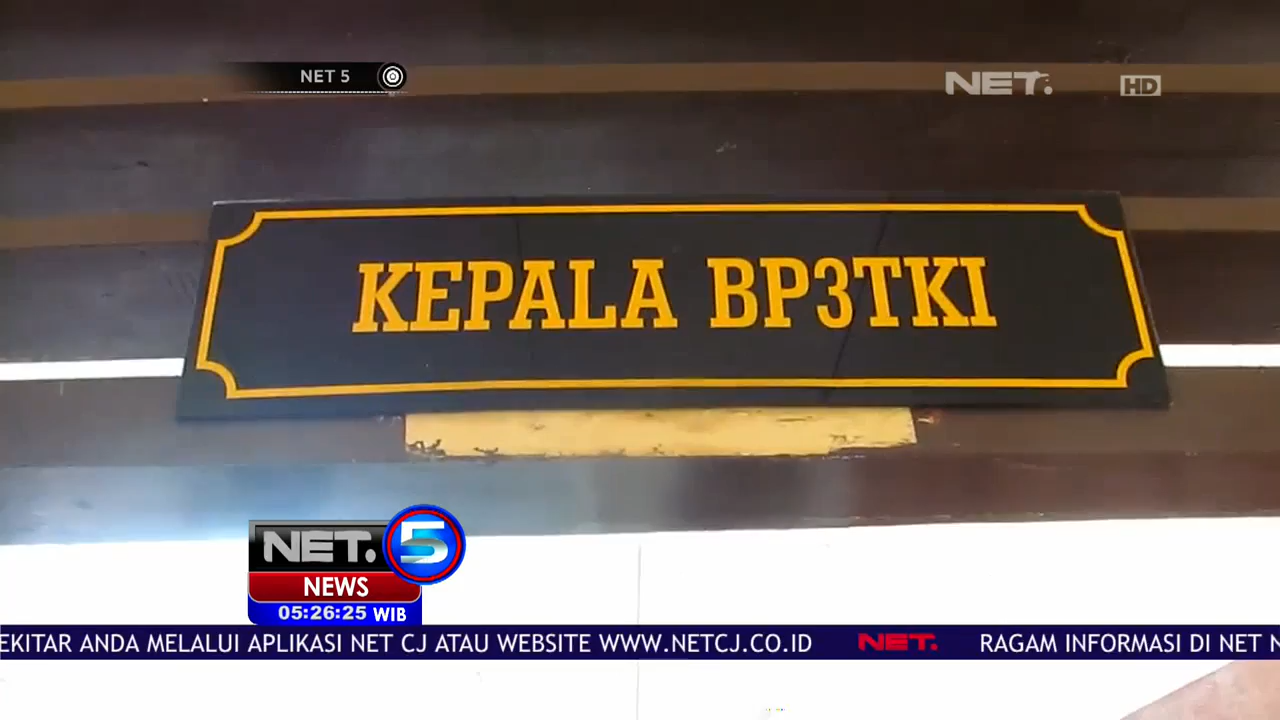 NET 5
NET.
HD
KEPALA BP3TKI
NET. 5
NEWS
05:26:25 WIB
EKITAR ANDA MELALUI APLIKASI NET CJ ATAU WEBSITE WWW.NETCJ.CO.ID NET. RAGAM INFORMASI DI NET